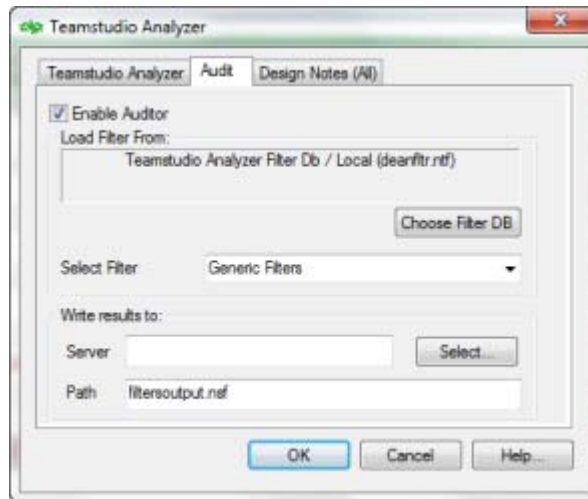 Teamstudio Analyzer
Teamstudio Analyzer Audit Design Notes (All)
Enable Auditor
Load Filter From:
Teamstudio Analyzer Filter Db / Local (deanfltr.ntf)
Choose Filter DB
Select Filter Generic Filters
Write results to:
Server Select...
Path filtersoutput.nsf
OK Cancel Help...